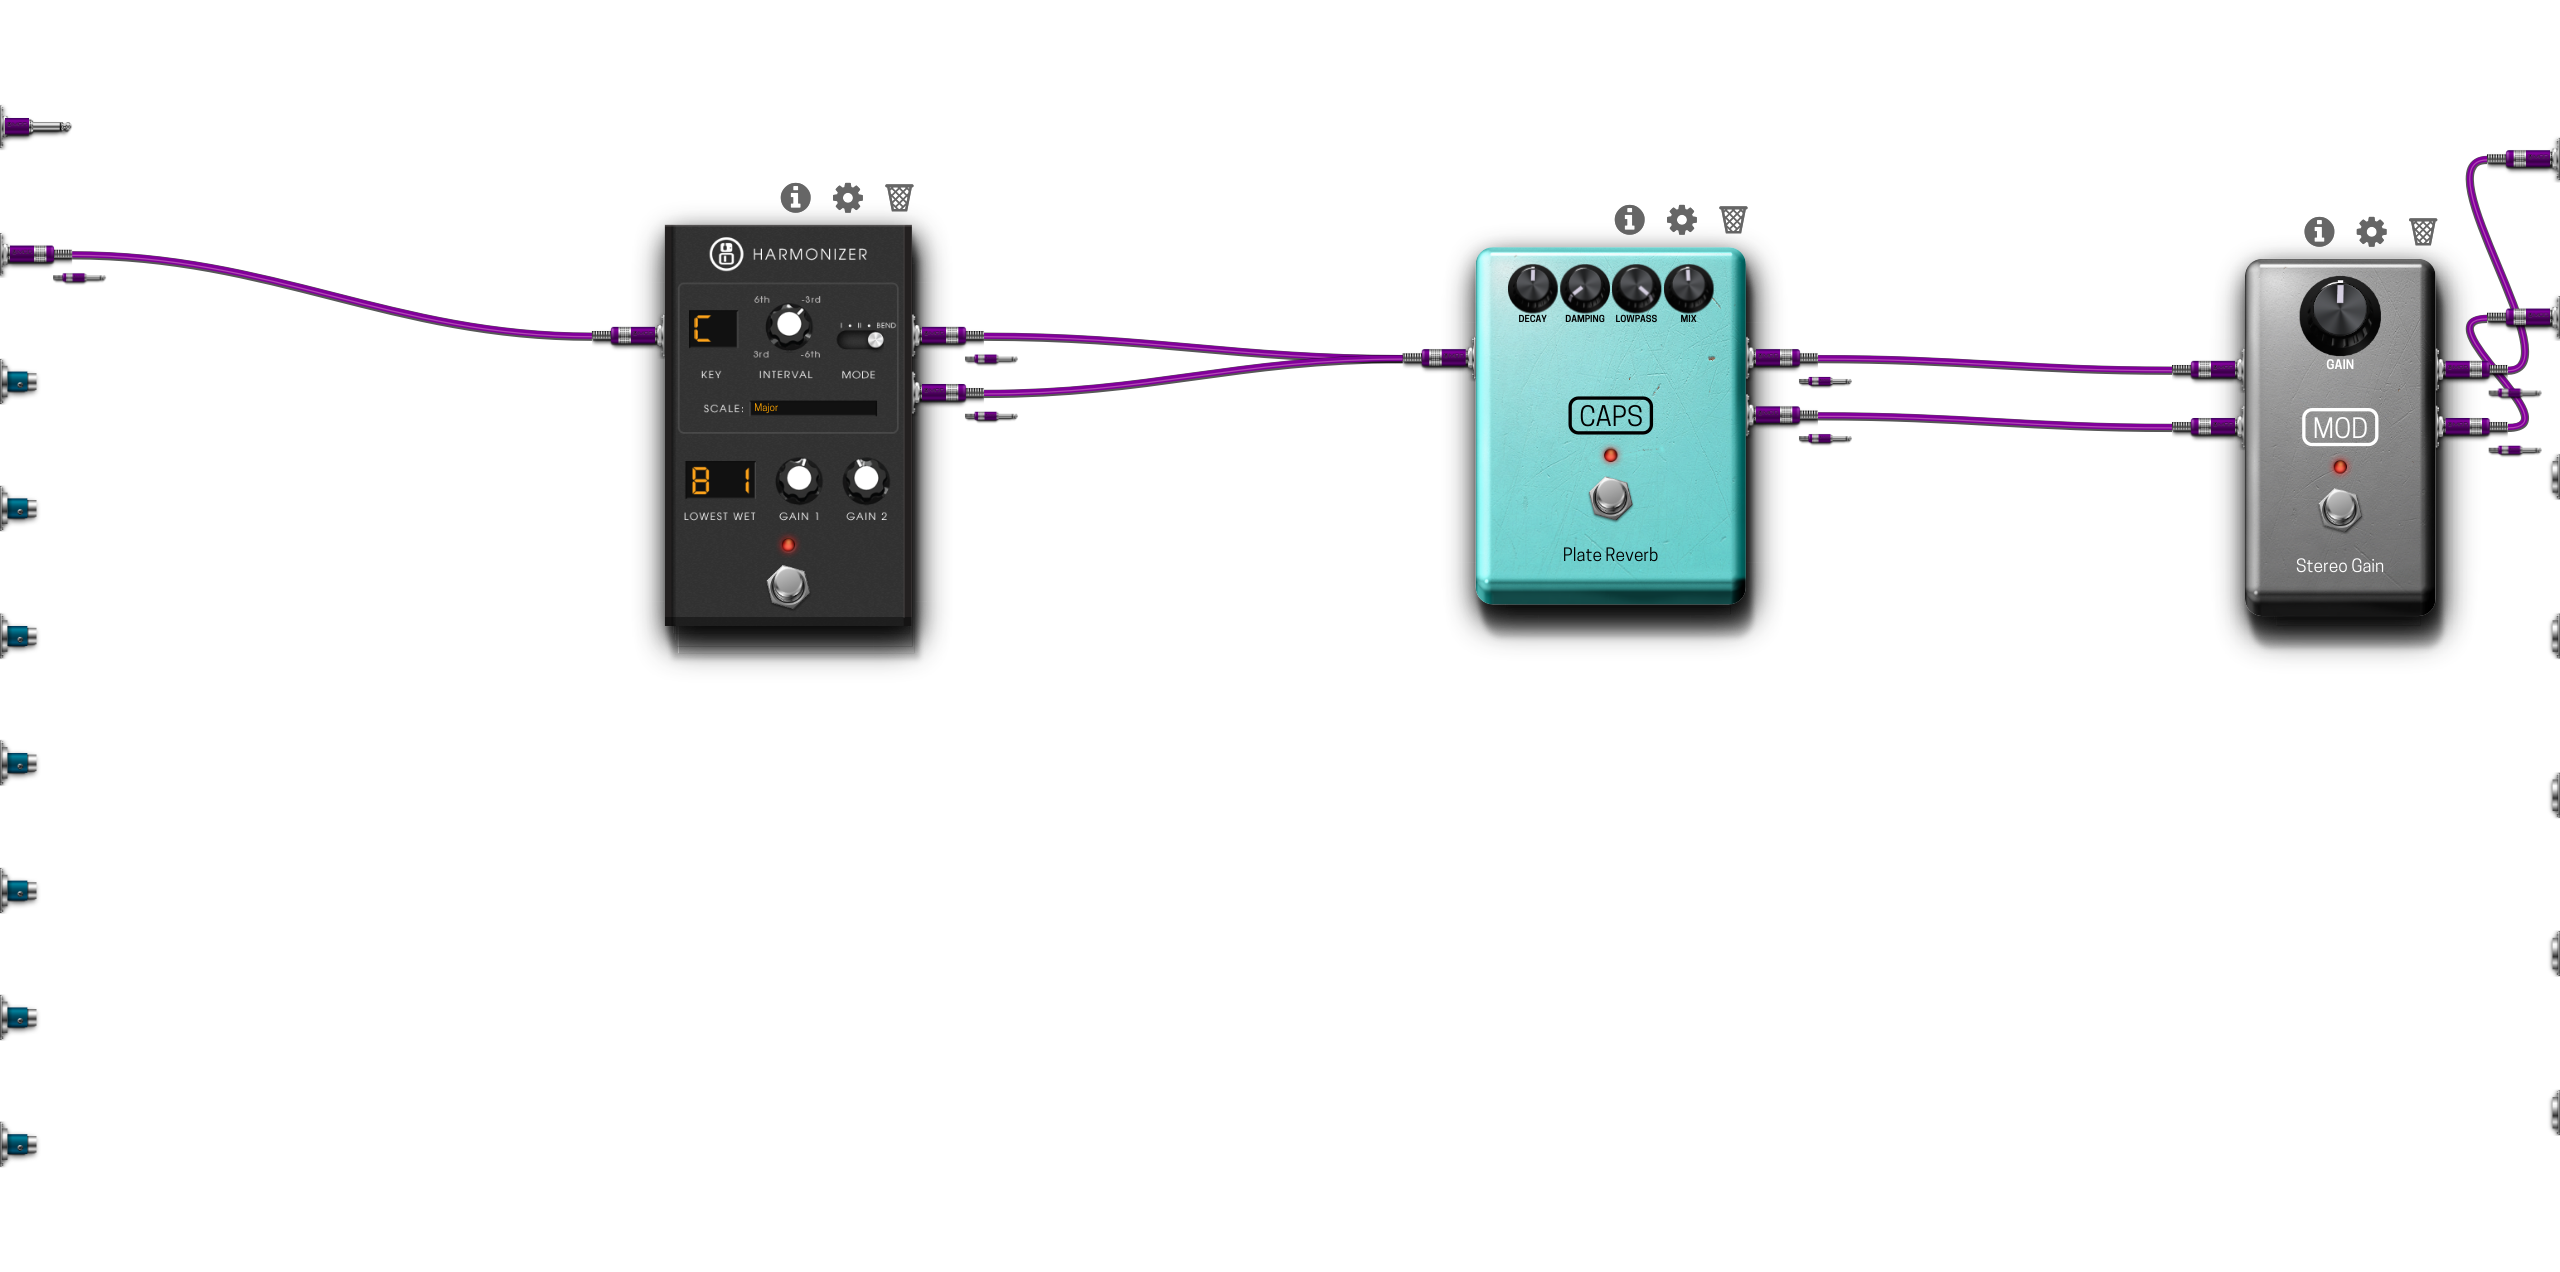 HARMONIZER
6th -3rd
C
I • II • BEND
3rd -6th
KEY INTERVAL MODE
SCALE: Major
B 1
LOWEST WET GAIN 1 GAIN 2
DECAY DAMPING LOWPASS MIX
CAPS
Plate Reverb
GAIN
MOD
Stereo Gain